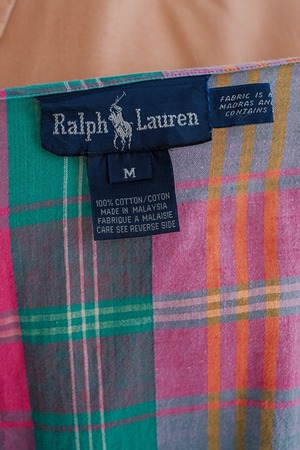 Ralph Lauren
FABRIC IS
MADRAS AND
CONTAINS
M
100% COTTON/COTON
MADE IN MALAYSIA
FABRIQUE A MALAISIE
CARE SEE REVERSE SIDE